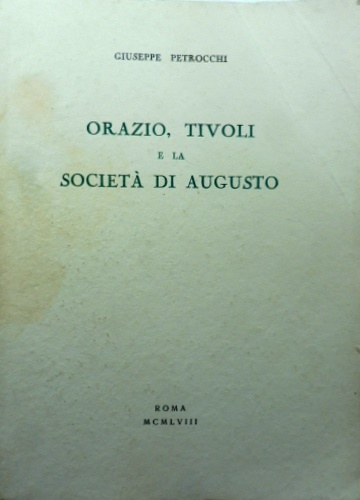 GIUSEPPE PETROCCHI
ORAZIO, TIVOLI
E LA
SOCIETÀ DI AUGUSTO
ROMA
MCMLVIII